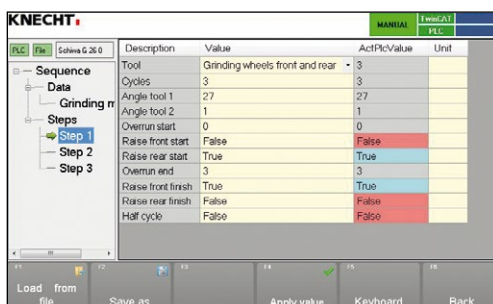 KNECHT.
MANUAL
TwinCAT
PLC
PLC File Schiwa G 26 0
Description Value ActPlcValue Unit
Sequence
Data
Grinding
Steps
Step 1
Step 2
Step 3
Tool Grinding wheels front and rear 3
Cycles 3 3
Angle tool 1 27 27
Angle tool 2 1 1
Overrun start 0 0
Raise front start False False
Raise rear start True True
Overrun end 3 3
Raise front finish True True
Raise rear finish False False
Half cycle False False
F1 F2 F3 F4 F5 F6
Load from file
Save as
Apply value
Keyboard
Back